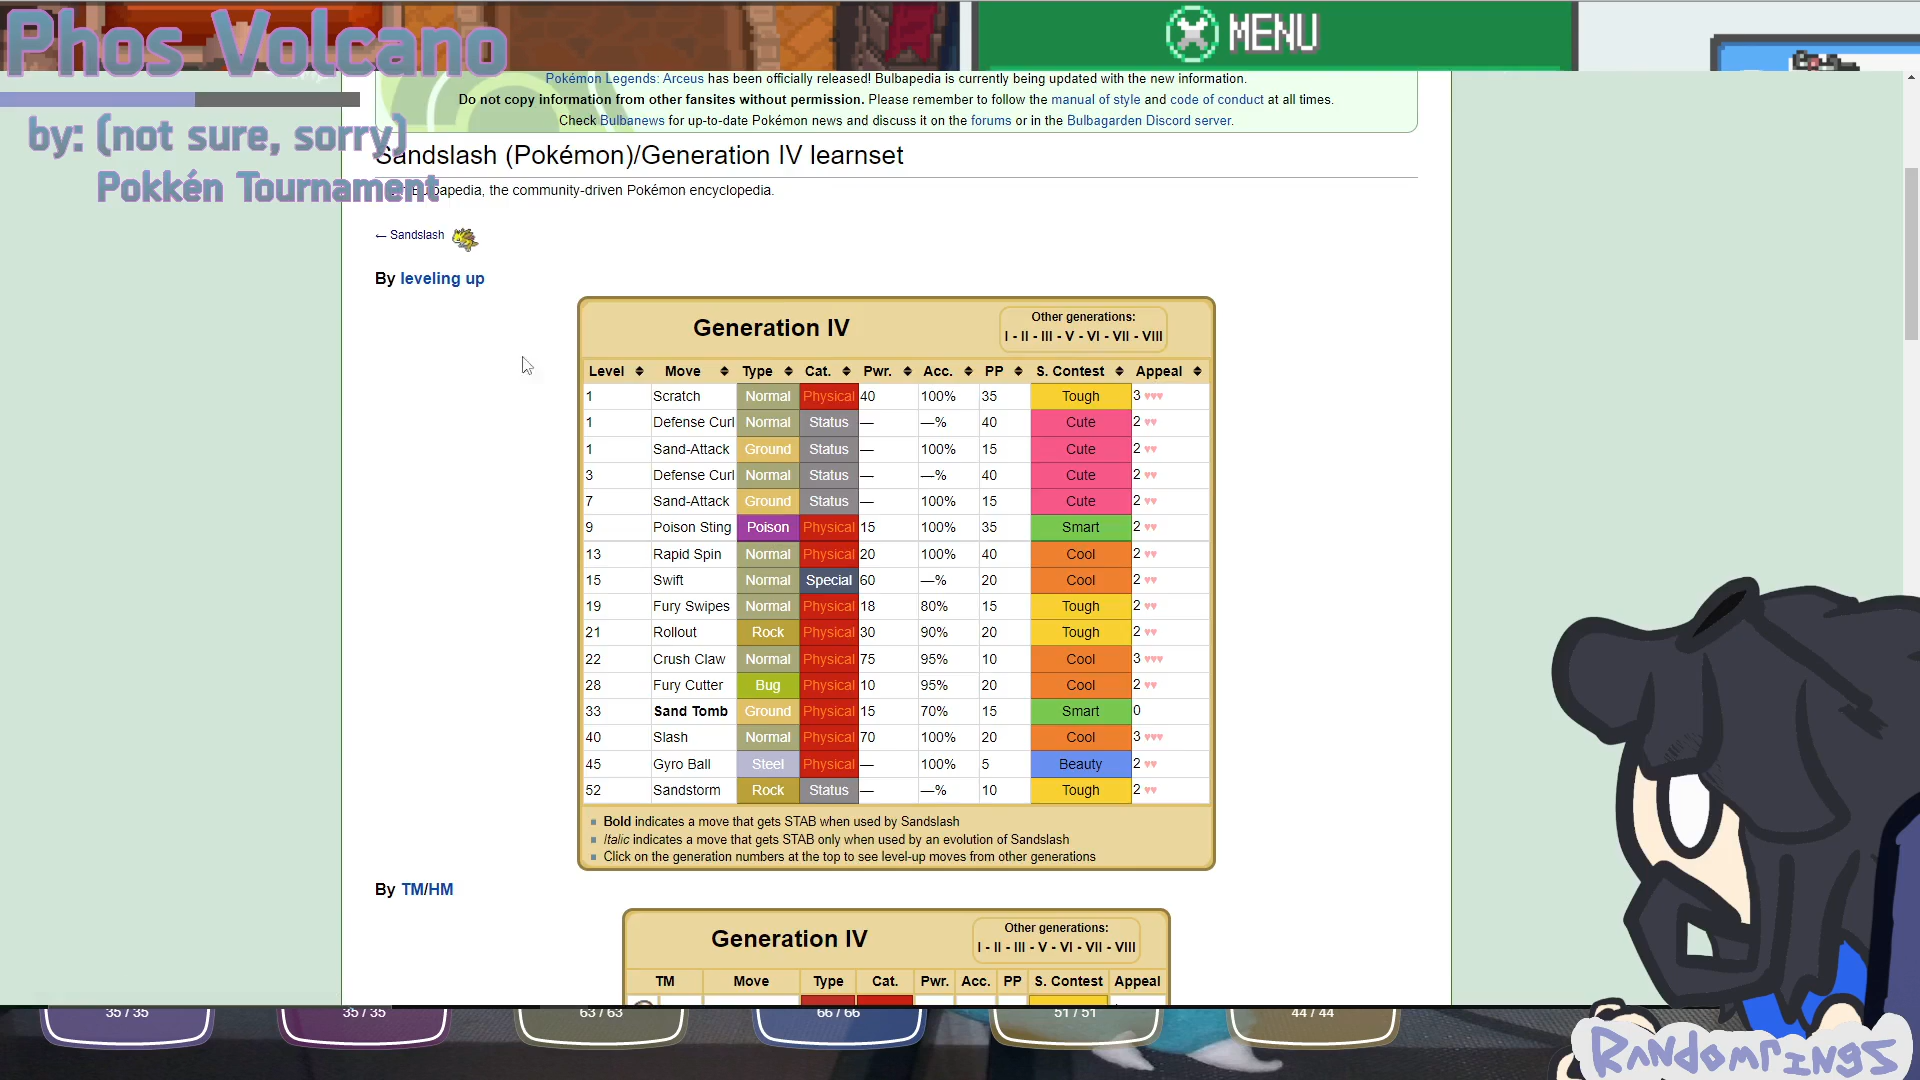 Phos Volcano
MENU
by: (not sure, sorry)
Pokkén Tournament
Pokémon Legends: Arceus has been officially released! Bulbapedia is currently being updated with the new information.
Do not copy information from other fansites without permission. Please remember to follow the manual of style and code of conduct at all times.
Check Bulbanews for up-to-date Pokémon news and discuss it on the forums or in the Bulbagarden Discord server.
Sandslash (Pokémon)/Generation IV learnset
Bulbapedia, the community-driven Pokémon encyclopedia.
← Sandslash
By leveling up
Generation IV
Other generations:
I - II - III - V - VI - VII - VIII
Level Move Type Cat. Pwr. Acc. PP S. Contest Appeal
1 Scratch Normal Physical 40 100% 35 Tough 3 ♥♥♥
1 Defense Curl Normal Status — —% 40 Cute 2 ♥♥
1 Sand-Attack Ground Status — 100% 15 Cute 2 ♥♥
3 Defense Curl Normal Status — —% 40 Cute 2 ♥♥
7 Sand-Attack Ground Status — 100% 15 Cute 2 ♥♥
9 Poison Sting Poison Physical 15 100% 35 Smart 2 ♥♥
13 Rapid Spin Normal Physical 20 100% 40 Cool 2 ♥♥
15 Swift Normal Special 60 —% 20 Cool 2 ♥♥
19 Fury Swipes Normal Physical 18 80% 15 Tough 2 ♥♥
21 Rollout Rock Physical 30 90% 20 Tough 2 ♥♥
22 Crush Claw Normal Physical 75 95% 10 Cool 3 ♥♥♥
28 Fury Cutter Bug Physical 10 95% 20 Cool 2 ♥♥
33 Sand Tomb Ground Physical 15 70% 15 Smart 0
40 Slash Normal Physical 70 100% 20 Cool 3 ♥♥♥
45 Gyro Ball Steel Physical — 100% 5 Beauty 2 ♥♥
52 Sandstorm Rock Status — —% 10 Tough 2 ♥♥
Bold indicates a move that gets STAB when used by Sandslash
Italic indicates a move that gets STAB only when used by an evolution of Sandslash
Click on the generation numbers at the top to see level-up moves from other generations
By TM/HM
Generation IV
Other generations:
I - II - III - V - VI - VII - VIII
TM Move Type Cat. Pwr. Acc. PP S. Contest Appeal
35 / 35 35 / 35 63 / 63 66 / 66 51 / 51 44 / 44
RANDOMRINGS